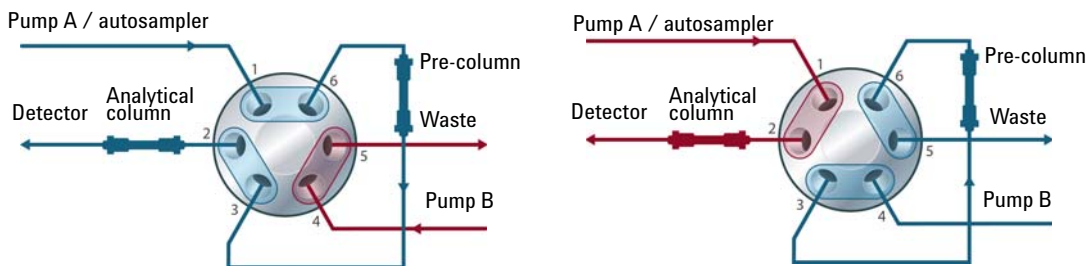 Pump A / autosampler
1
6
Pre-column
Detector
Analytical
column
2
Waste
5
3
4
Pump B
Pump A / autosampler
1
6
Pre-column
Detector
Analytical
column
2
Waste
5
3
4
Pump B